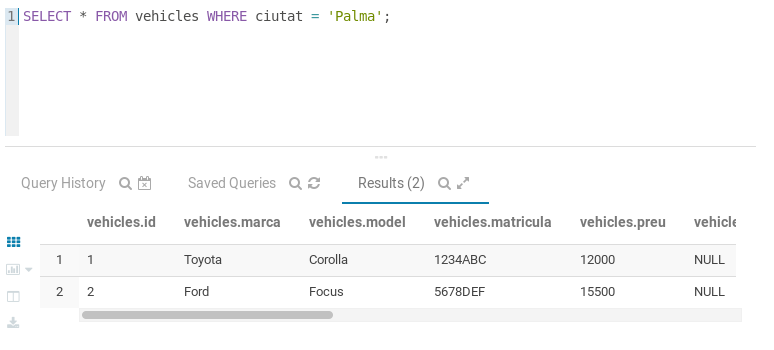 1 SELECT * FROM vehicles WHERE ciutat = 'Palma';
Query History Saved Queries Results (2)
vehicles.id vehicles.marca vehicles.model vehicles.matricula vehicles.preu vehicle
1 1 Toyota Corolla 1234ABC 12000 NULL
2 2 Ford Focus 5678DEF 15500 NULL